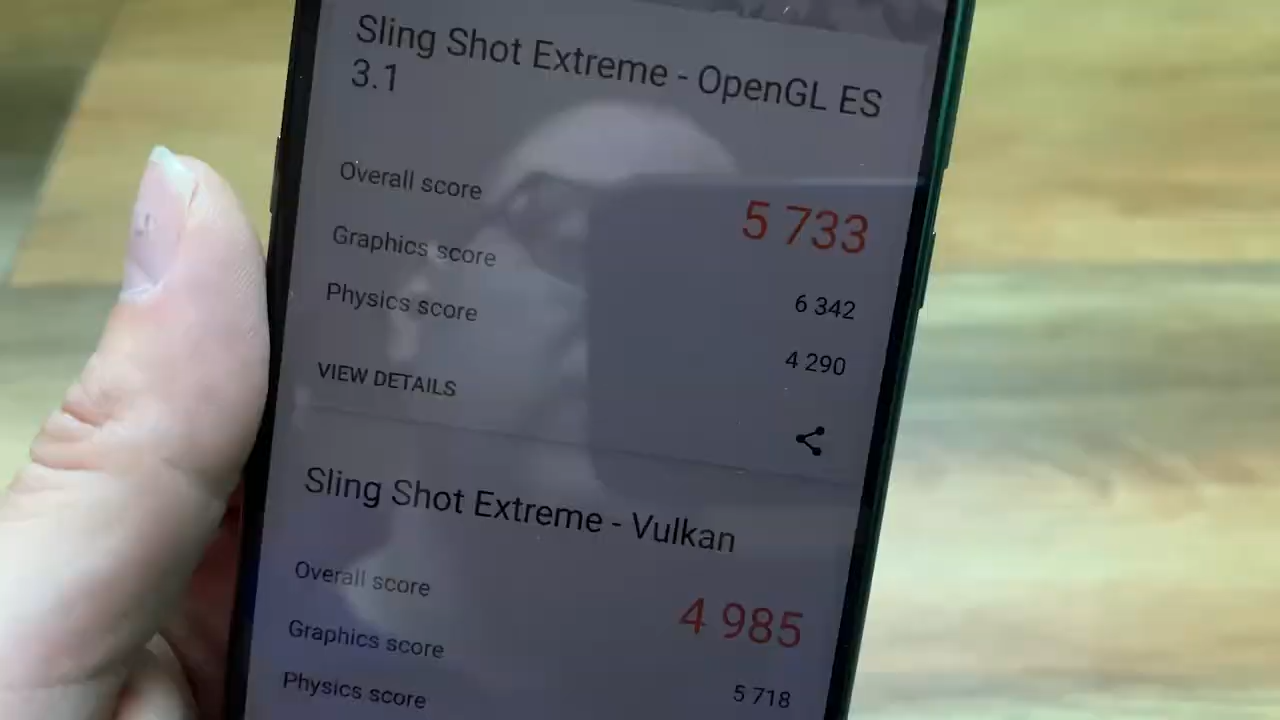 Sling Shot Extreme - OpenGL ES
3.1
Overall score 5 733
Graphics score 6 342
Physics score 4 290
VIEW DETAILS
Sling Shot Extreme - Vulkan
Overall score 4 985
Graphics score 5 718
Physics score